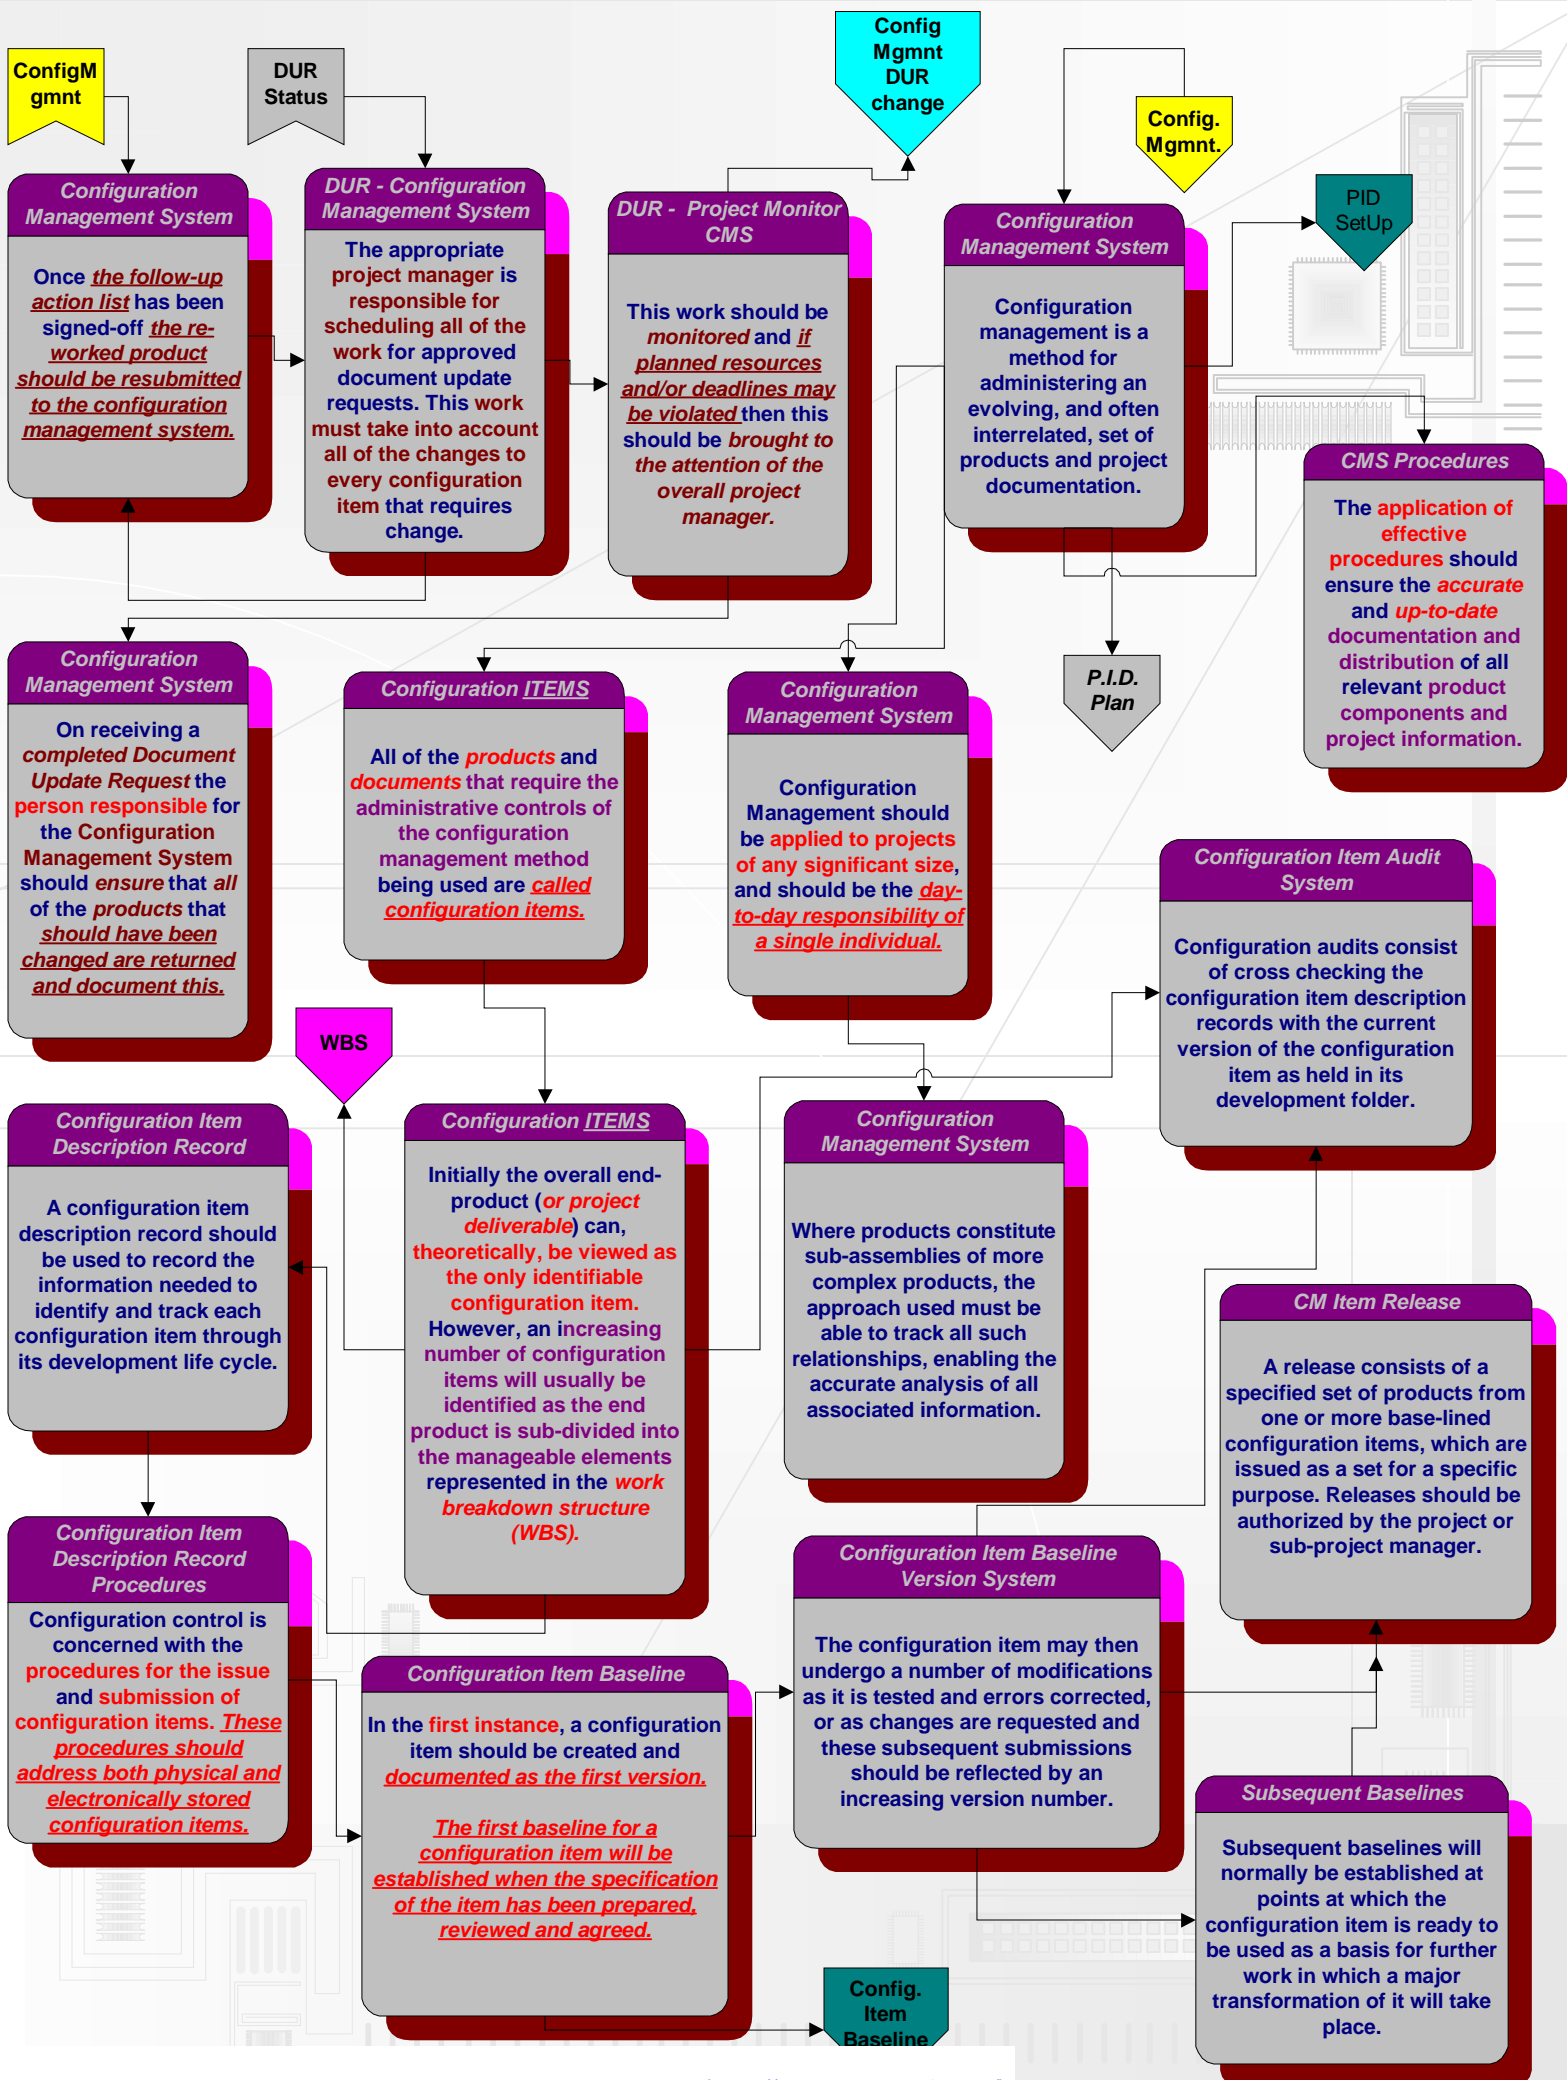 ConfigM
gmnt
DUR
Status
Config
Mgmnt
DUR
change
Config.
Mgmnt.
PID
SetUp
Configuration
Management System
Once the follow-up
action list has been
signed-off the re-
worked product
should be resubmitted
to the configuration
management system.
DUR - Configuration
Management System
The appropriate
project manager is
responsible for
scheduling all of the
work for approved
document update
requests. This work
must take into account
all of the changes to
every configuration
item that requires
change.
DUR -  Project Monitor
CMS
This work should be
monitored and if
planned resources
and/or deadlines may
be violated then this
should be brought to
the attention of the
overall project
manager.
Configuration
Management System
Configuration
management is a
method for
administering an
evolving, and often
interrelated, set of
products and project
documentation.
CMS Procedures
The application of
effective
procedures should
ensure the accurate
and up-to-date
documentation and
distribution of all
relevant product
components and
project information.
Configuration
Management System
On receiving a
completed Document
Update Request the
person responsible for
the Configuration
Management System
should ensure that all
of the products that
should have been
changed are returned
and document this.
Configuration ITEMS
All of the products and
documents that require the
administrative controls of
the configuration
management method
being used are called
configuration items.
Configuration
Management System
Configuration
Management should
be applied to projects
of any significant size,
and should be the day-
to-day responsibility of
a single individual.
P.I.D.
Plan
Configuration Item Audit
System
Configuration audits consist
of cross checking the
configuration item description
records with the current
version of the configuration
item as held in its
development folder.
WBS
Configuration Item
Description Record
A configuration item
description record should
be used to record the
information needed to
identify and track each
configuration item through
its development life cycle.
Configuration ITEMS
Initially the overall end-
product (or project
deliverable) can,
theoretically, be viewed as
the only identifiable
configuration item.
However, an increasing
number of configuration
items will usually be
identified as the end
product is sub-divided into
the manageable elements
represented in the work
breakdown structure
(WBS).
Configuration
Management System
Where products constitute
sub-assemblies of more
complex products, the
approach used must be
able to track all such
relationships, enabling the
accurate analysis of all
associated information.
CM Item Release
A release consists of a
specified set of products from
one or more base-lined
configuration items, which are
issued as a set for a specific
purpose. Releases should be
authorized by the project or
sub-project manager.
Configuration Item
Description Record
Procedures
Configuration control is
concerned with the
procedures for the issue
and submission of
configuration items. These
procedures should
address both physical and
electronically stored
configuration items.
Configuration Item Baseline
In the first instance, a configuration
item should be created and
documented as the first version.
The first baseline for a
configuration item will be
established when the specification
of the item has been prepared,
reviewed and agreed.
Configuration Item Baseline
Version System
The configuration item may then
undergo a number of modifications
as it is tested and errors corrected,
or as changes are requested and
these subsequent submissions
should be reflected by an
increasing version number.
Subsequent Baselines
Subsequent baselines will
normally be established at
points at which the
configuration item is ready to
be used as a basis for further
work in which a major
transformation of it will take
place.
Config.
Item
Baseline